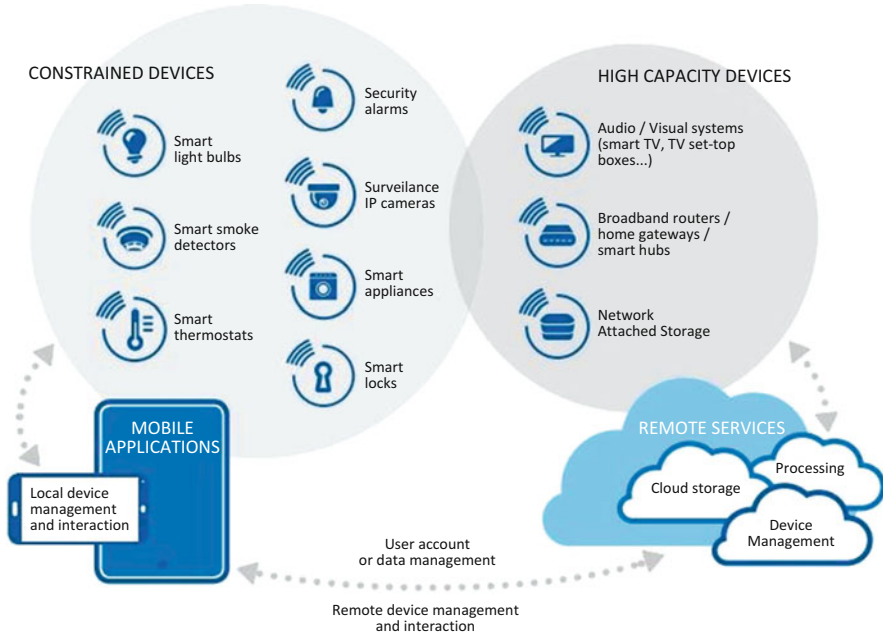 CONSTRAINED DEVICES
Smart
light bulbs
Smart smoke
detectors
Smart
thermostats
Security
alarms
Surveilance
IP cameras
Smart
appliances
Smart
locks
HIGH CAPACITY DEVICES
Audio / Visual systems
(smart TV, TV set-top
boxes...)
Broadband routers /
home gateways /
smart hubs
Network
Attached Storage
MOBILE
APPLICATIONS
Local device
management
and interaction
REMOTE SERVICES
Cloud storage
Processing
Device
Management
User account
or data management
Remote device management
and interaction